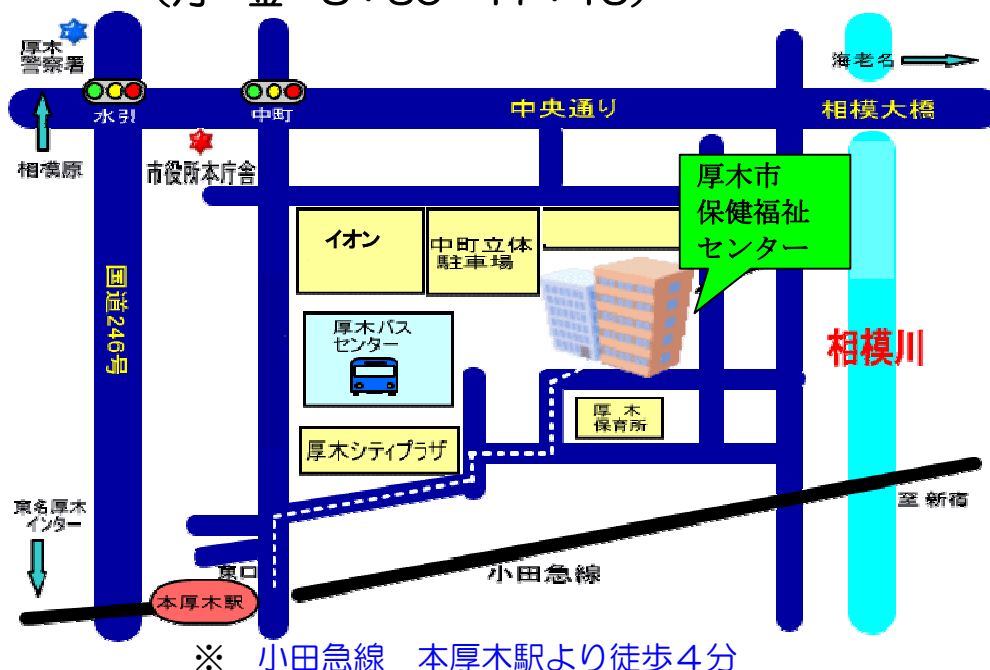 厚木
警察署
海老名
水引
中町
中央通り
相模大橋
相模原
市役所本庁舎
厚木市
保健福祉
センター
イオン
中町立体
駐車場
国道246号
厚木バス
センター
相模川
厚木
保育所
厚木シティプラザ
東名厚木
インター
至新宿
東口
小田急線
本厚木駅
※ 小田急線 本厚木駅より徒歩4分